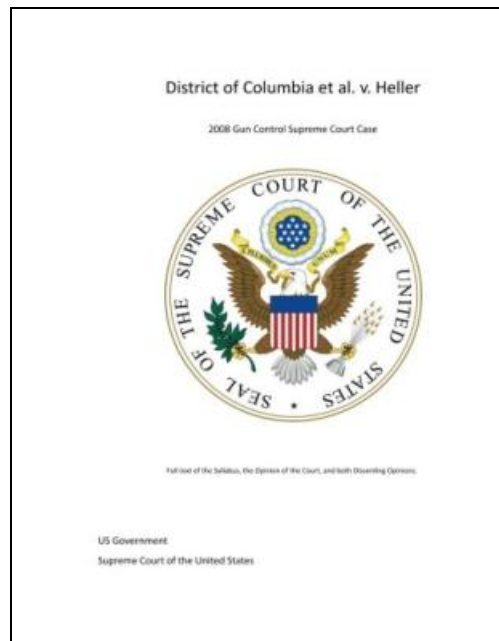 District of Columbia et al. v. Heller
2008 Gun Control Supreme Court Case
SEAL OF THE SUPREME COURT OF THE UNITED STATES
UNUM
Full text of the Sallabus, the Opinion of the Court, and both Dissenting Opinions.
US Government
Supreme Court of the United States